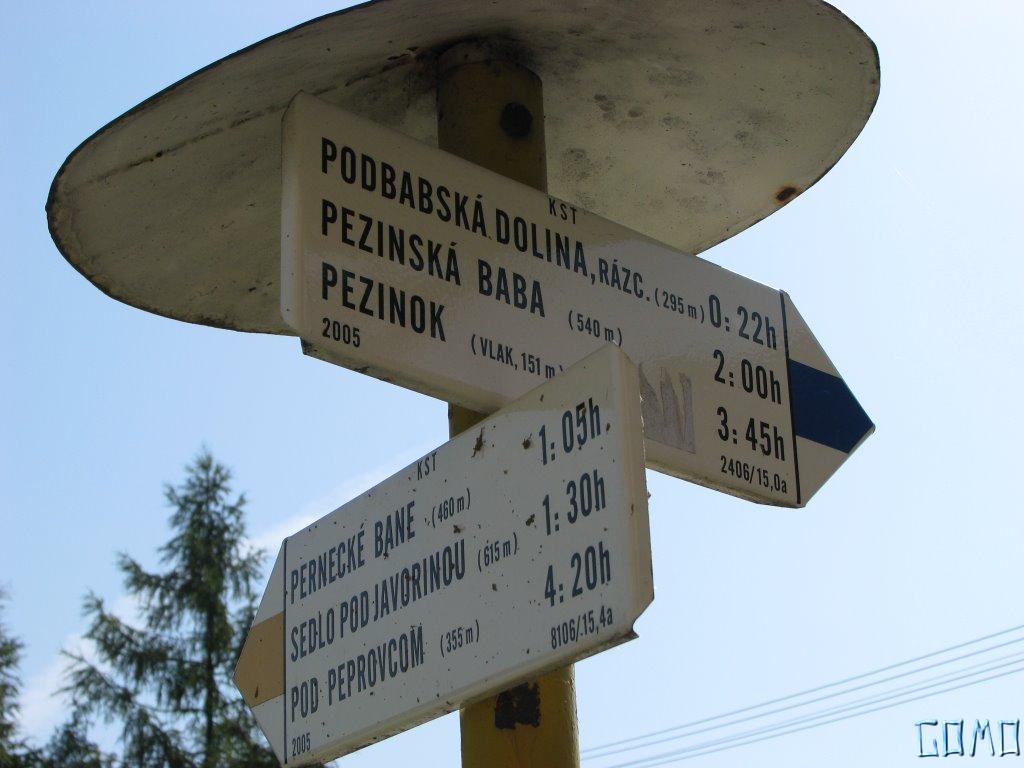 KST
PODBABSKÁ DOLINA, RÁZC. (295 m) 0:22h
PEZINSKÁ BABA (540 m) 2:00h
PEZINOK (VLAK, 151 m) 3:45h
2005 2406/15,0a
KST
PERNECKÉ BANE (460 m) 1:05h
SEDLO POD JAVORINOU (615 m) 1:30h
POD PEPROVCOM (355 m) 4:20h
2005 8106/15,4a
GOMO